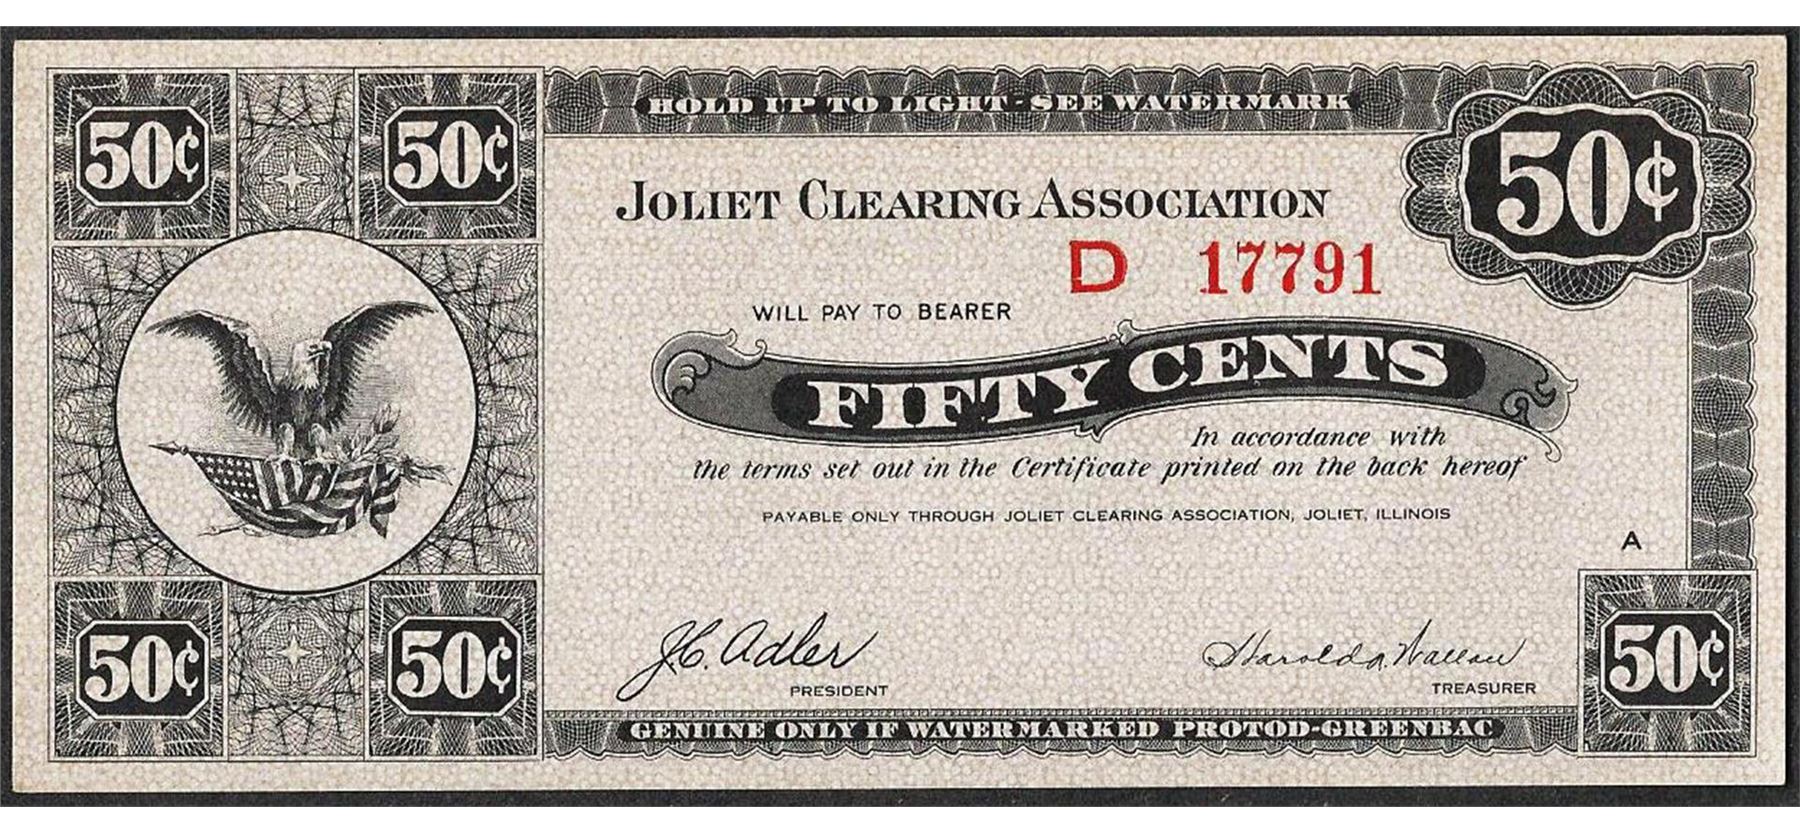 HOLD UP TO LIGHT - SEE WATERMARK
50¢ 50¢ 50¢
JOLIET CLEARING ASSOCIATION
D 17791
WILL PAY TO BEARER
FIFTY CENTS
In accordance with
the terms set out in the Certificate printed on the back hereof
PAYABLE ONLY THROUGH JOLIET CLEARING ASSOCIATION, JOLIET, ILLINOIS
A
50¢ 50¢ 50¢
J.C. Adler
PRESIDENT
Harold A.
TREASURER
GENUINE ONLY IF WATERMARKED PROTOD-GREENBAC